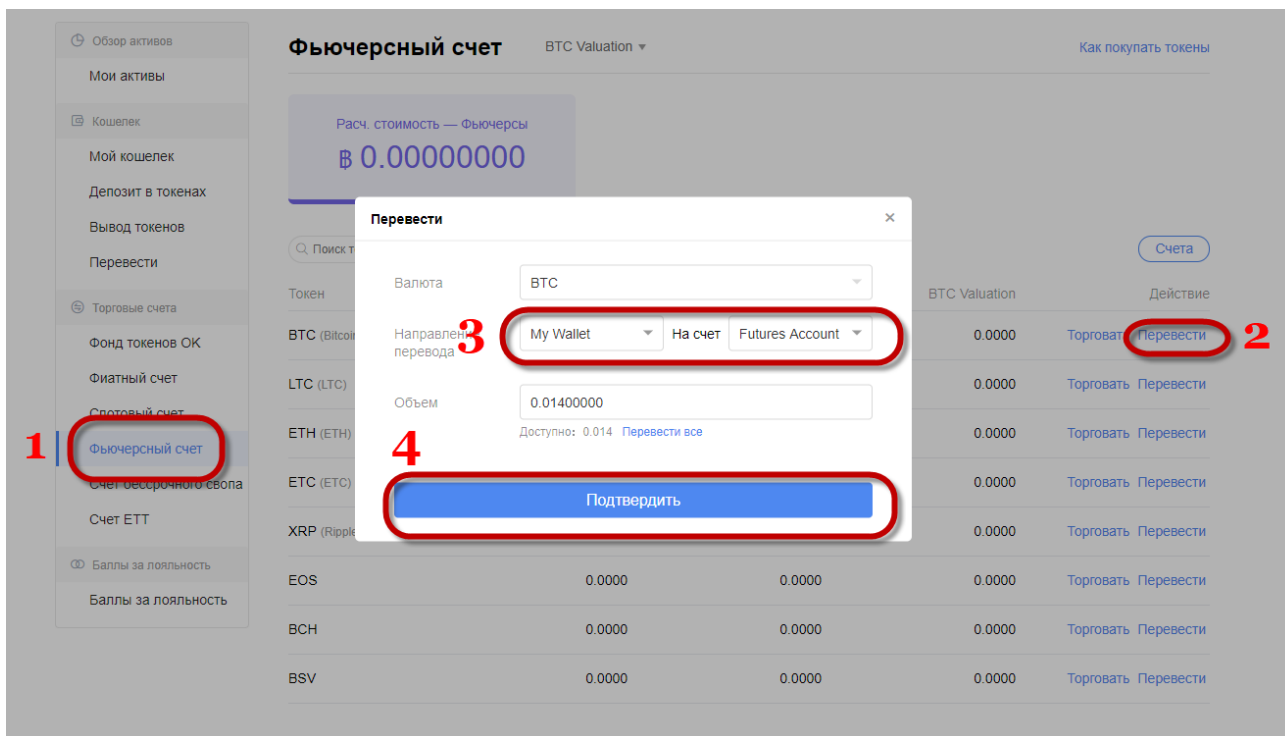 Обзор активов
Мои активы
Кошелек
Мой кошелек
Депозит в токенах
Вывод токенов
Перевести
Торговые счета
Фонд токенов OK
Фиатный счет
Спотовый счет
1
Фьючерсный счет
Счет бессрочного свопа
Счет ETT
Баллы за лояльность
Баллы за лояльность
Фьючерсный счет BTC Valuation Как покупать токены
Расч. стоимость — Фьючерсы
฿ 0.00000000
Поиск т
Счета
Токен BTC Valuation Действие
BTC (Bitcoi 0.0000 Торговать Перевести 2
LTC (LTC) 0.0000 Торговать Перевести
ETH (ETH) 0.0000 Торговать Перевести
ETC (ETC) 0.0000 Торговать Перевести
XRP (Ripple 0.0000 Торговать Перевести
EOS 0.0000 0.0000 0.0000 Торговать Перевести
BCH 0.0000 0.0000 0.0000 Торговать Перевести
BSV 0.0000 0.0000 0.0000 Торговать Перевести
Перевести ×
Валюта BTC
Направлени
перевода
3
My Wallet На счет Futures Account
Объем 0.01400000
Доступно: 0.014 Перевести все
4
Подтвердить